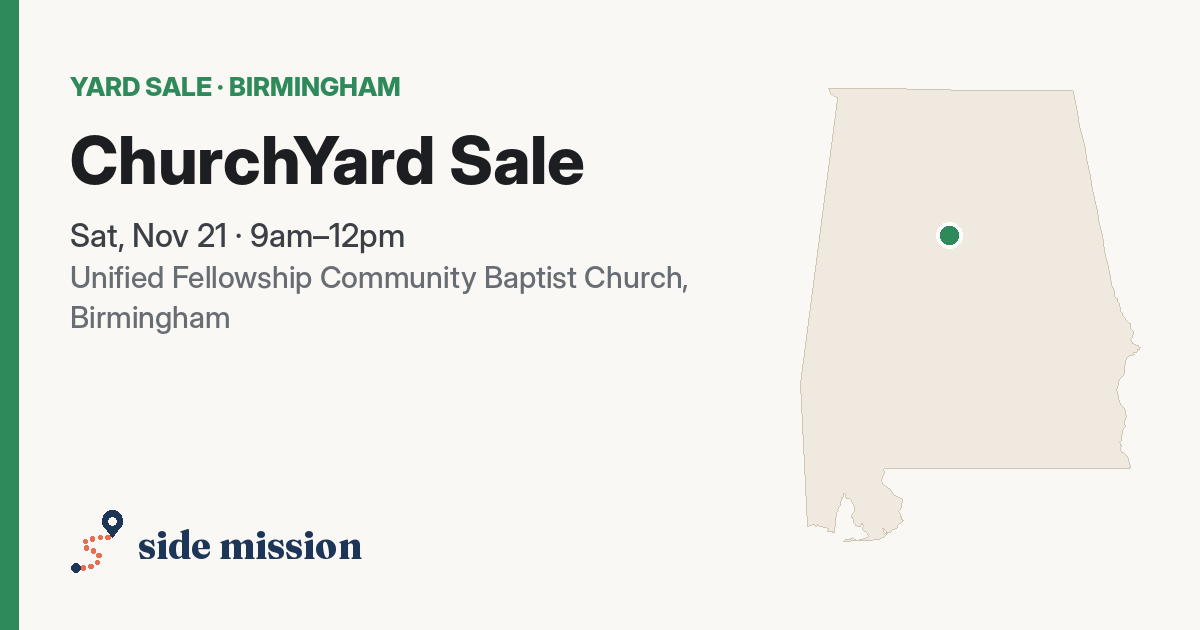 YARD SALE · BIRMINGHAM
ChurchYard Sale
Sat, Nov 21 · 9am–12pm
Unified Fellowship Community Baptist Church,
Birmingham
side mission